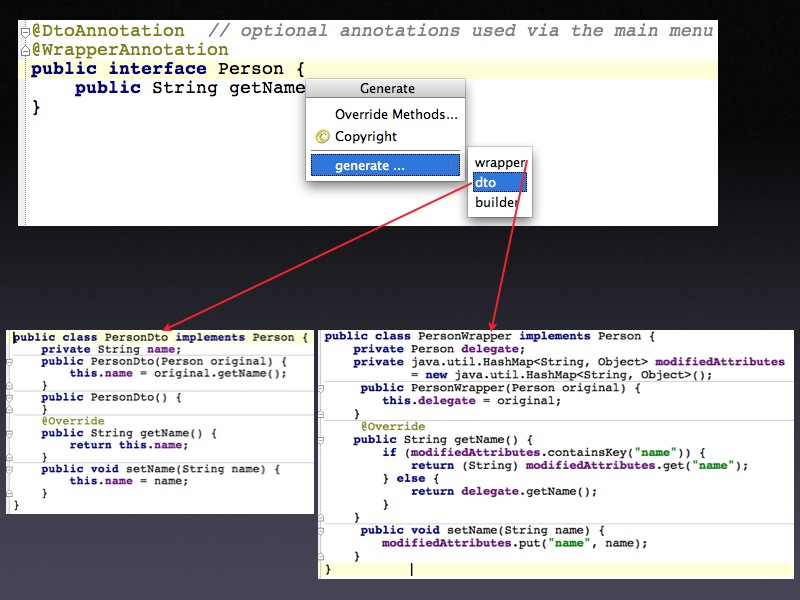 @DtoAnnotation // optional annotations used via the main menu
@WrapperAnnotation
public interface Person {
public String getName
}
Generate
Override Methods...
Copyright
generate ...
wrapper
dto
builder
public class PersonDto implements Person {
private String name;
public PersonDto(Person original) {
this.name = original.getName();
}
public PersonDto() {
}
@Override
public String getName() {
return this.name;
}
public void setName(String name) {
this.name = name;
}
}
public class PersonWrapper implements Person {
private Person delegate;
private java.util.HashMap<String, Object> modifiedAttributes
= new java.util.HashMap<String, Object>();
public PersonWrapper(Person original) {
this.delegate = original;
}
@Override
public String getName() {
if (modifiedAttributes.containsKey("name")) {
return (String) modifiedAttributes.get("name");
} else {
return delegate.getName();
}
}
public void setName(String name) {
modifiedAttributes.put("name", name);
}
}